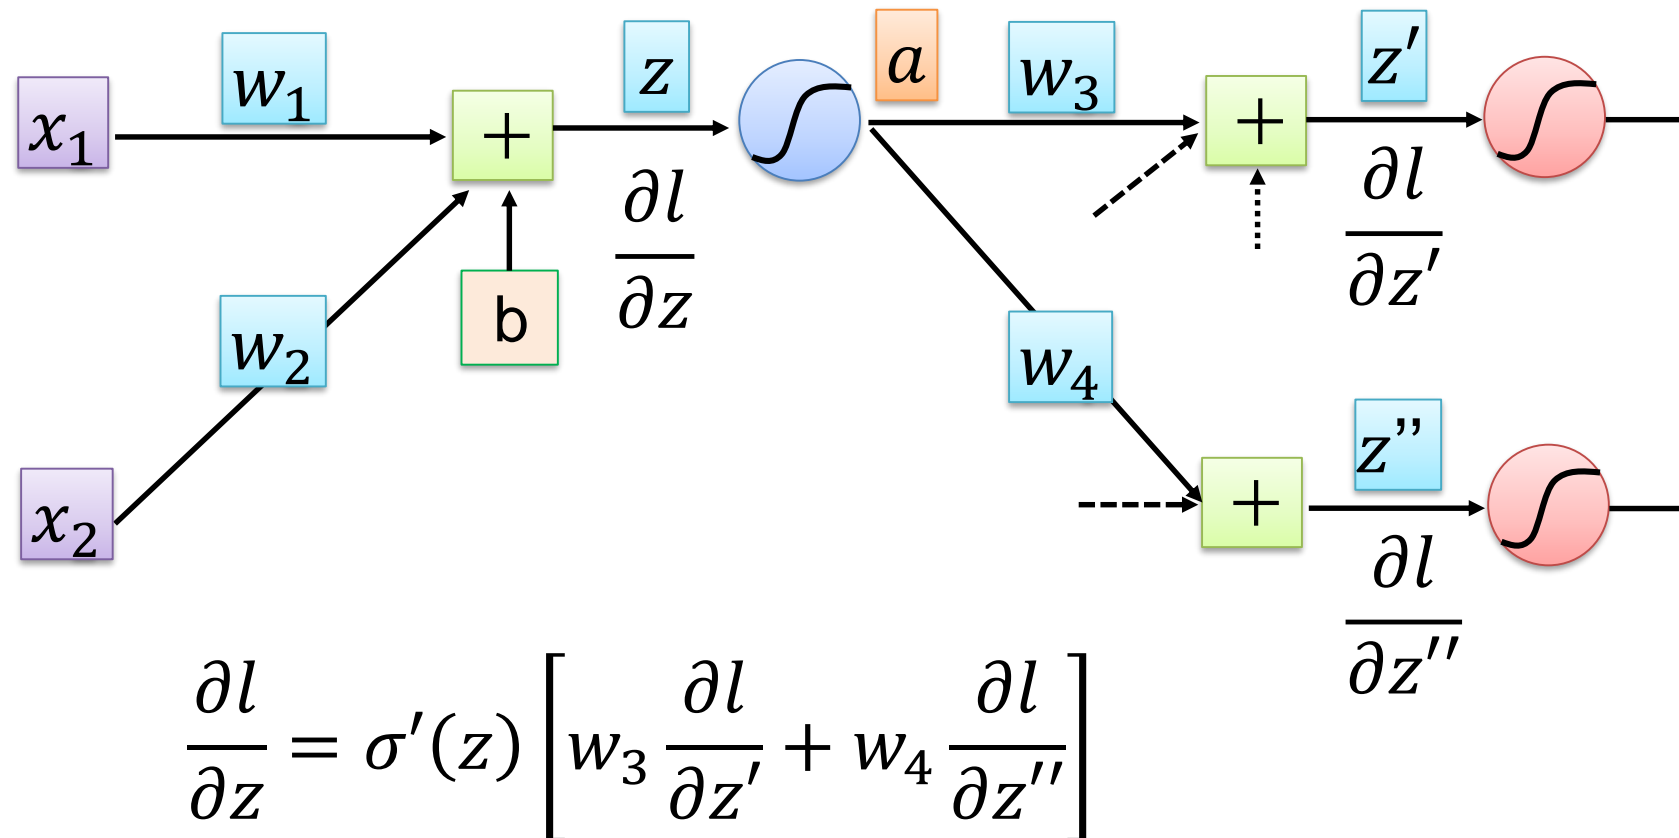 x₁ w₁ + z a w₃ + z′
∂l/∂z ∂l/∂z′
w₂ b w₄
x₂ + z”
∂l/∂z′′
∂l/∂z = σ′(z) [w₃ ∂l/∂z′ + w₄ ∂l/∂z′′]